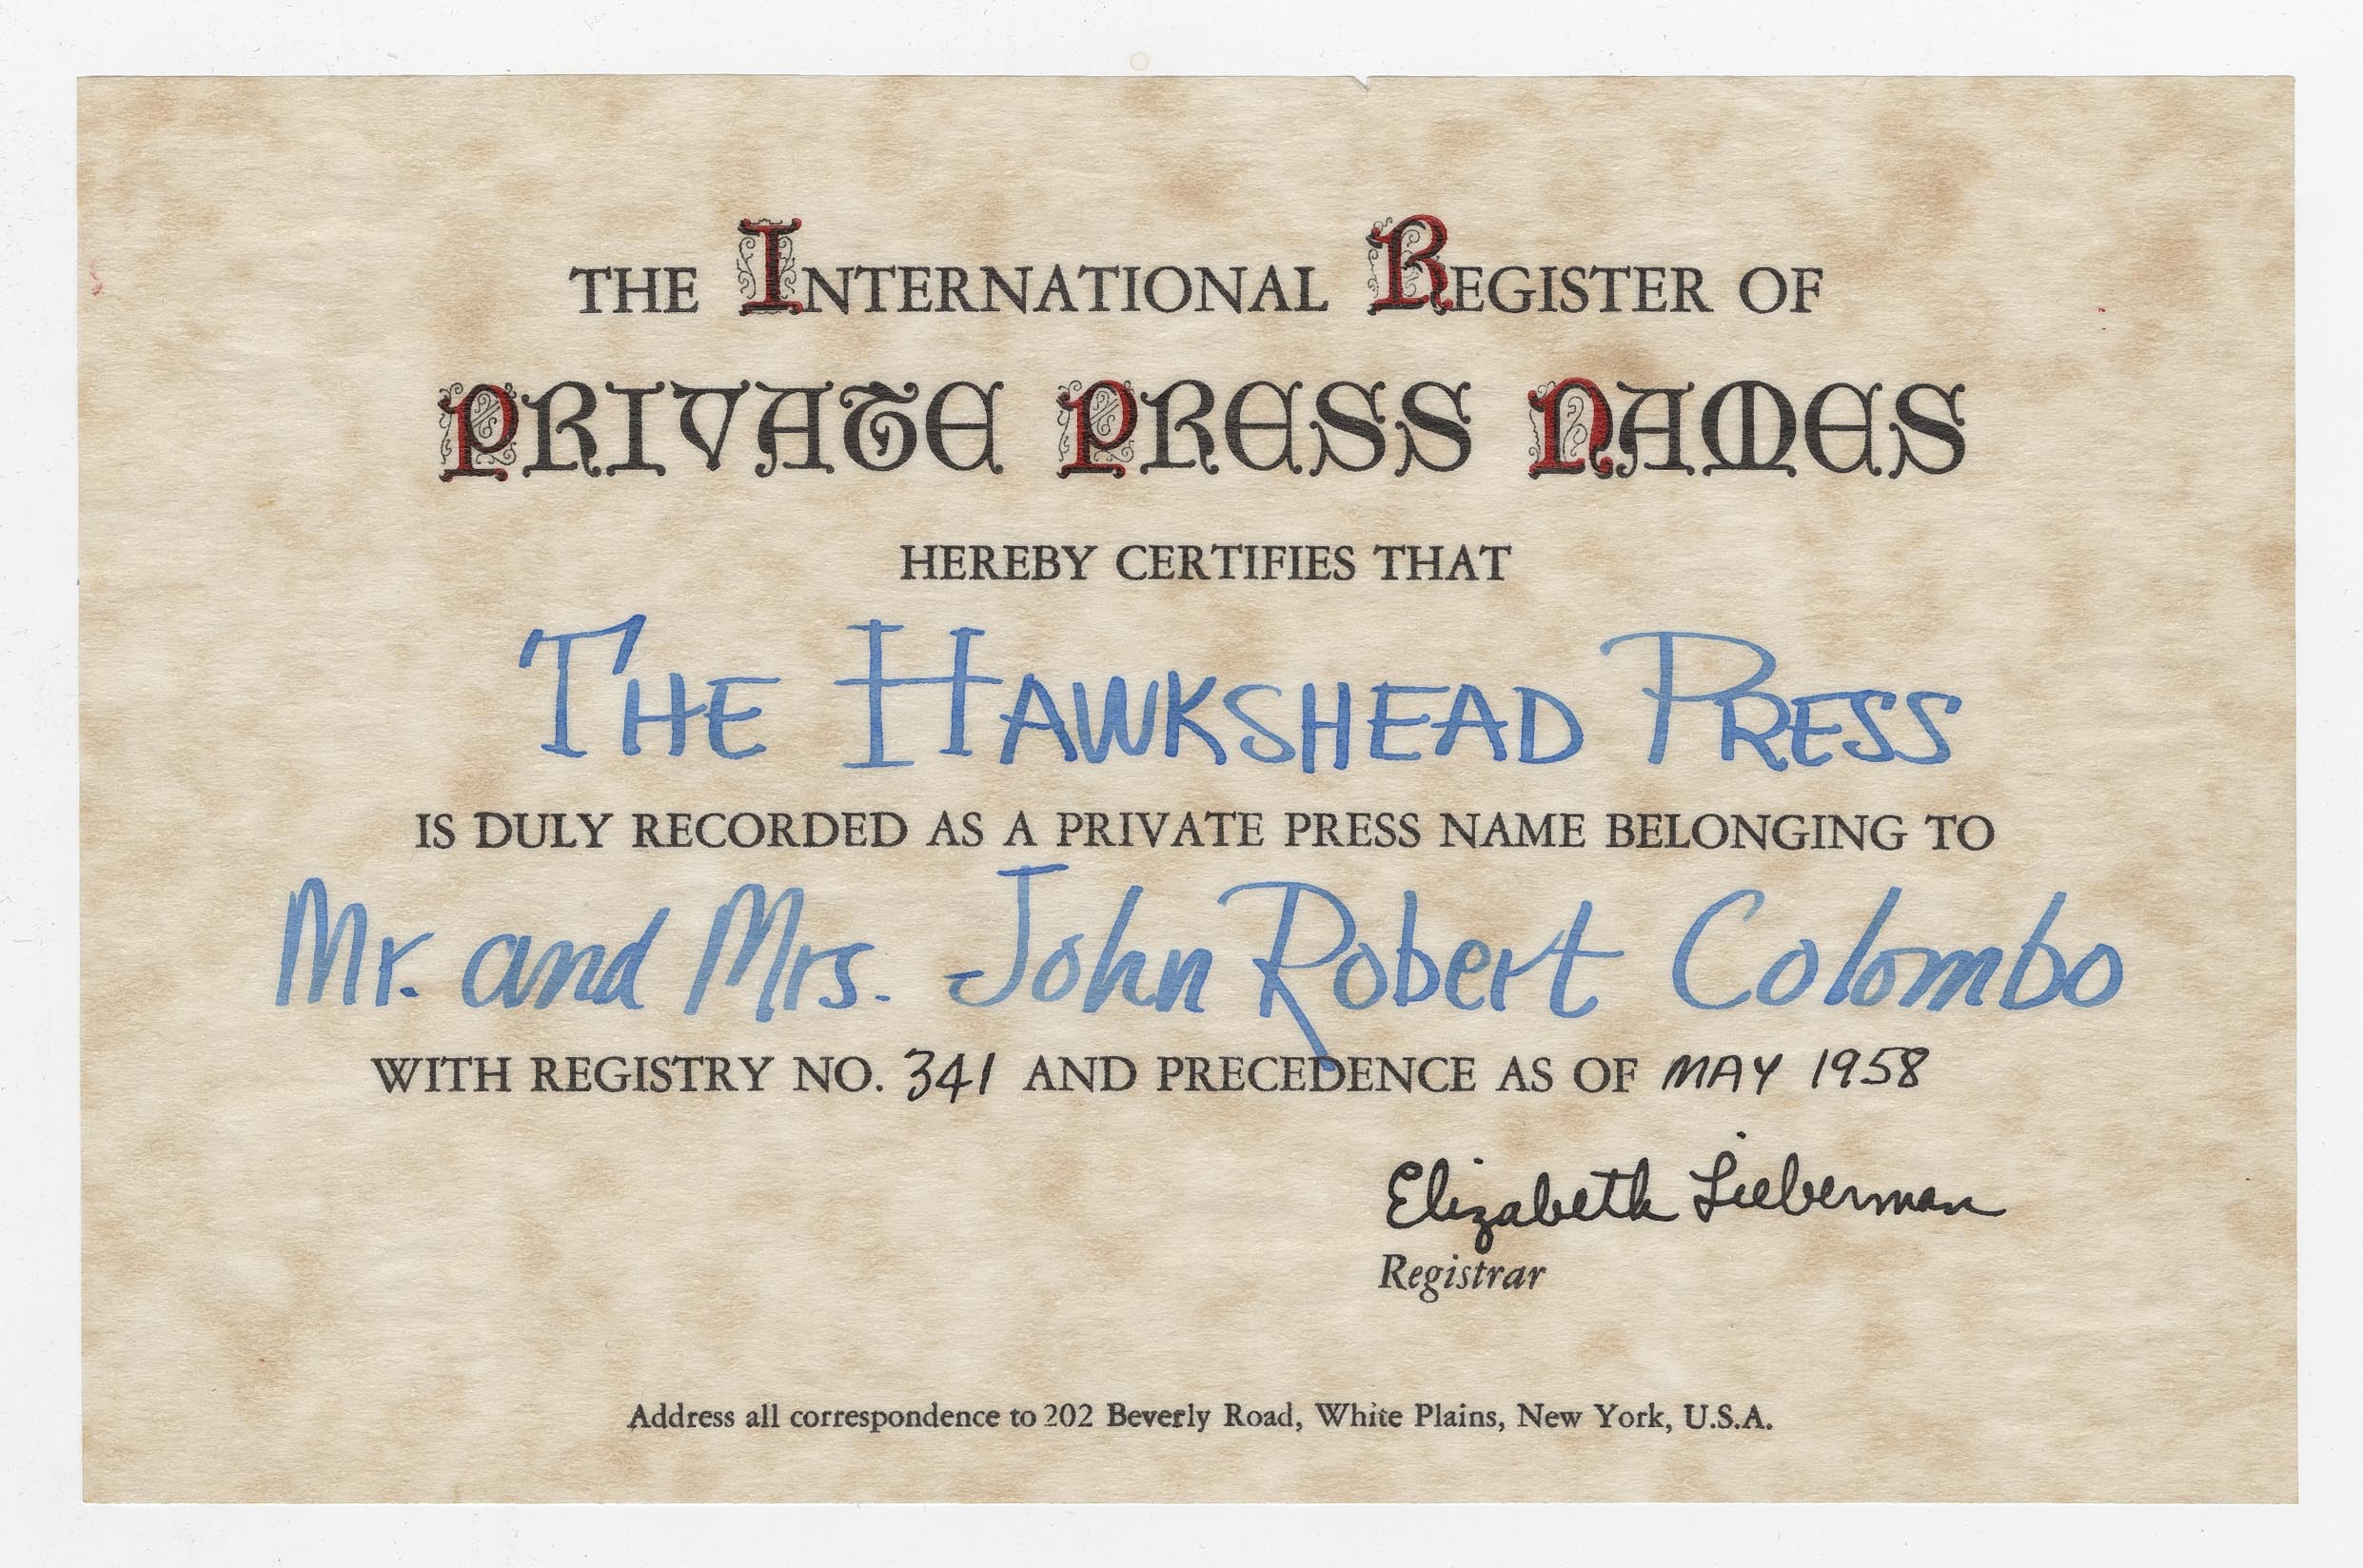 THE INTERNATIONAL REGISTER OF
PRIVATE PRESS NAMES
HEREBY CERTIFIES THAT
THE HAWKSHEAD PRESS
IS DULY RECORDED AS A PRIVATE PRESS NAME BELONGING TO
Mr. and Mrs. John Robert Colombo
WITH REGISTRY NO. 341 AND PRECEDENCE AS OF MAY 1958
Elizabeth Lieberman
Registrar
Address all correspondence to 202 Beverly Road, White Plains, New York, U.S.A.